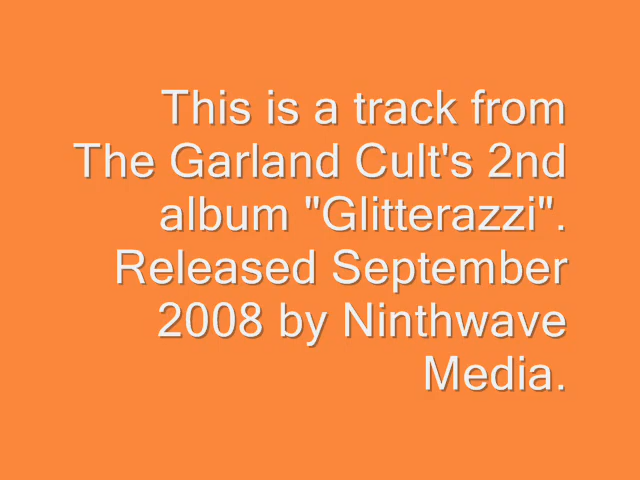 This is a track from
The Garland Cult's 2nd
album "Glitterazzi".
Released September
2008 by Ninthwave
Media.